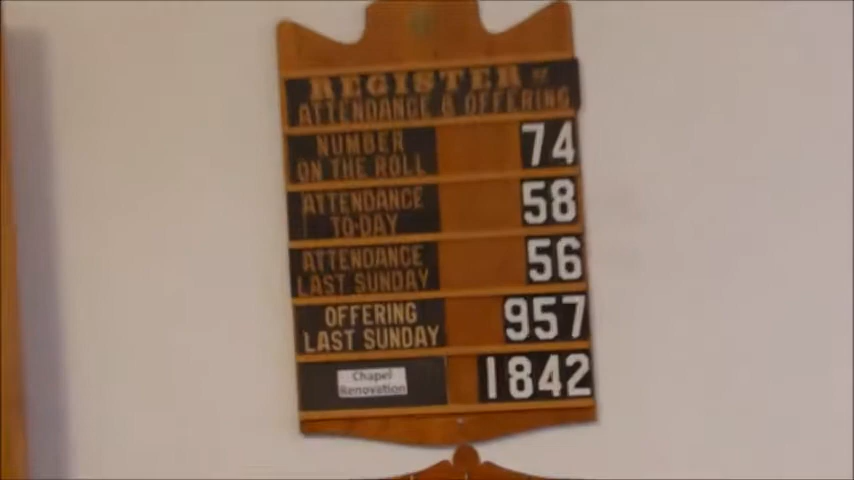 REGISTER OF
ATTENDANCE & OFFERING
NUMBER
ON THE ROLL
74
ATTENDANCE
TO-DAY
58
ATTENDANCE
LAST SUNDAY
56
OFFERING
LAST SUNDAY
957
Chapel
Renovation
1842